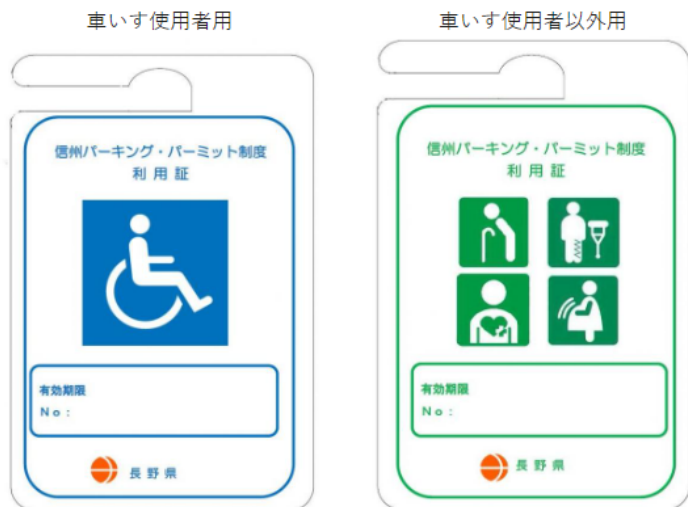 車いす使用者用
信州パーキング・パーミット制度
利用証
有効期限
No：
長野県
車いす使用者以外用
信州パーキング・パーミット制度
利用証
有効期限
No：
長野県